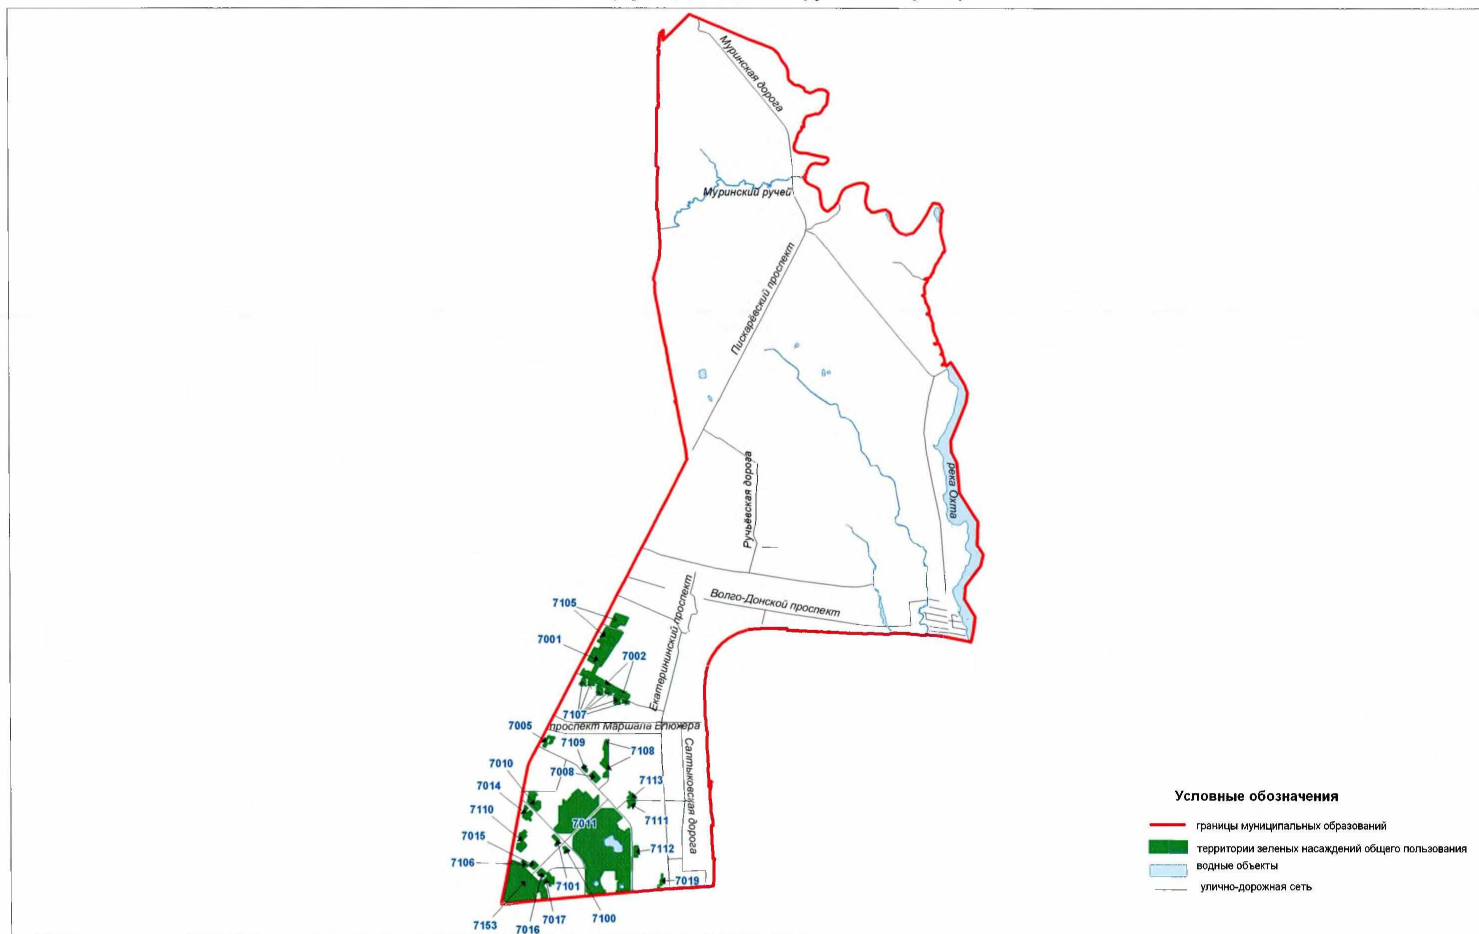 Муринская дорога
Муринский ручей
Пискарёвский проспект
река Охта
Ручьёвская дорога
Волго-Донской проспект
Екатерининский проспект
7105
7001
7002
7107
7005
проспект Маршала Блюхера
7109
7108
7008
Салтыковская дорога
7010
7014
7113
7110
7111
7011
7015
7112
7106
7101
7019
7153
7016
7017
7100
Условные обозначения
границы муниципальных образований
территории зеленых насаждений общего пользования
водные объекты
улично-дорожная сеть